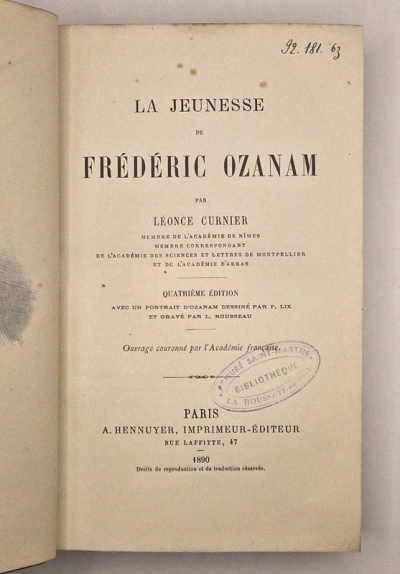 92. 181. 63
LA JEUNESSE
DE
FRÉDÉRIC OZANAM
PAR
LÉONCE CURNIER
MEMBRE DE L'ACADÉMIE DE NÎMES
MEMBRE CORRESPONDANT
DE L'ACADÉMIE DES SCIENCES ET LETTRES DE MONTPELLIER
ET DE L'ACADÉMIE D'ARRAS
QUATRIÈME ÉDITION
AVEC UN PORTRAIT D'OZANAM DESSINÉ PAR F. LIX
ET GRAVÉ PAR L. ROUSSEAU
Ouvrage couronné par l'Académie française.
SAINT-MARTIN
BIBLIOTHÈQUE
PARIS
A. HENNUYER, IMPRIMEUR-ÉDITEUR
RUE LAFFITTE, 47
1890
Droits de reproduction et de traduction réservés.